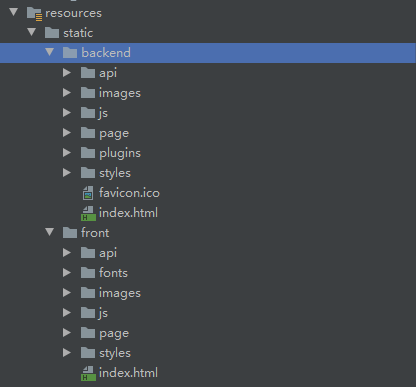 resources
static
backend
api
images
js
page
plugins
styles
favicon.ico
index.html
front
api
fonts
images
js
page
styles
index.html